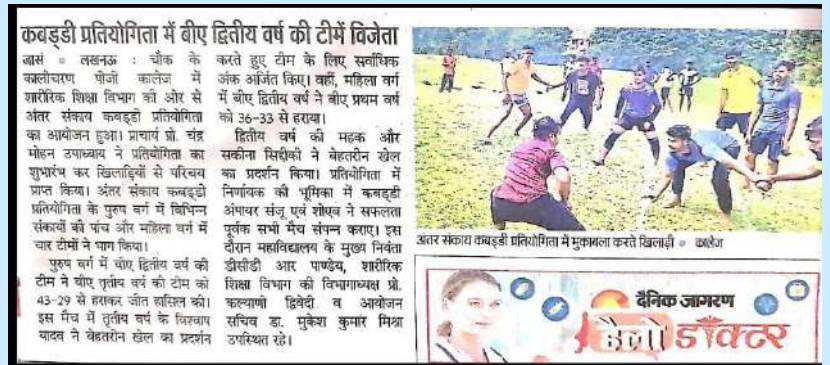 कबड्डी प्रतियोगिता में बीए द्वितीय वर्ष की टीमें विजेता
जासं ० लखनऊ : चौक के
कालीचरण पीजी कालेज में
शारीरिक शिक्षा विभाग की ओर से
अंतर संकाय कबड्डी प्रतियोगिता
का आयोजन हुआ। प्राचार्य प्रो. चंद्र
मोहन उपाध्याय ने प्रतियोगिता का
शुभारंभ कर खिलाड़ियों से परिचय
प्राप्त किया। अंतर संकाय कबड्डी
प्रतियोगिता के पुरुष वर्ग में विभिन्न
संकायों की पांच और महिला वर्ग में
चार टीमों ने भाग किया।
पुरुष वर्ग में बीए द्वितीय वर्ष की
टीम ने बीए तृतीय वर्ष की टीम को
43-29 से हराकर जीत हासिल की।
इस मैच में तृतीय वर्ष के विश्वाष
यादव ने बेहतरीन खेल का प्रदर्शन
करते हुए टीम के लिए सर्वाधिक
अंक अर्जित किए। वहीं, महिला वर्ग
में बीए द्वितीय वर्ष ने बीए प्रथम वर्ष
को 36-33 से हराया।
द्वितीय वर्ष की महक और
सकीना सिद्दीकी ने बेहतरीन खेल
का प्रदर्शन किया। प्रतियोगिता में
निर्णायक की भूमिका में कबड्डी
अंपायर संजू एवं शोएब ने सफलता
पूर्वक सभी मैच संपन्न कराए। इस
दौरान महाविद्यालय के मुख्य नियंता
डीसीडी आर पाण्डेय, शारीरिक
शिक्षा विभाग की विभागाध्यक्ष प्रो.
कल्याणी द्विवेदी व आयोजन
सचिव डा. मुकेश कुमार मिश्रा
उपस्थित रहे।
अंतर संकाय कबड्डी प्रतियोगिता में मुकाबला करते खिलाड़ी ० कालेज
दैनिक जागरण
हैलो डॉक्टर